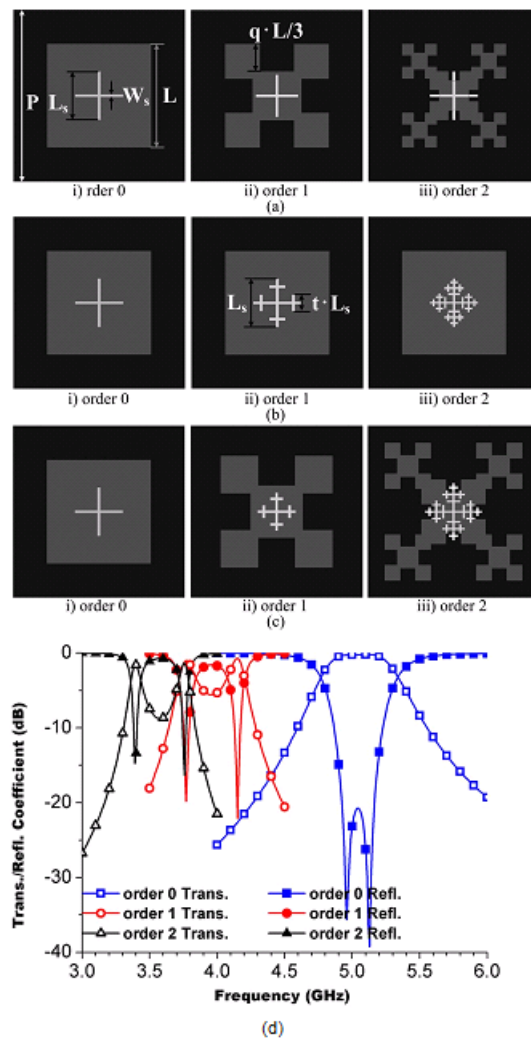 q·L/3
P Ls Ws L
i) rder 0 ii) order 1 iii) order 2
(a)
Ls t·Ls
i) order 0 ii) order 1 iii) order 2
(b)
i) order 0 ii) order 1 iii) order 2
(c)
Trans./Refl. Coefficient (dB)
0
-10
-20
-30
-40
order 0 Trans. order 0 Refl.
order 1 Trans. order 1 Refl.
order 2 Trans. order 2 Refl.
3.0 3.5 4.0 4.5 5.0 5.5 6.0
Frequency (GHz)
(d)